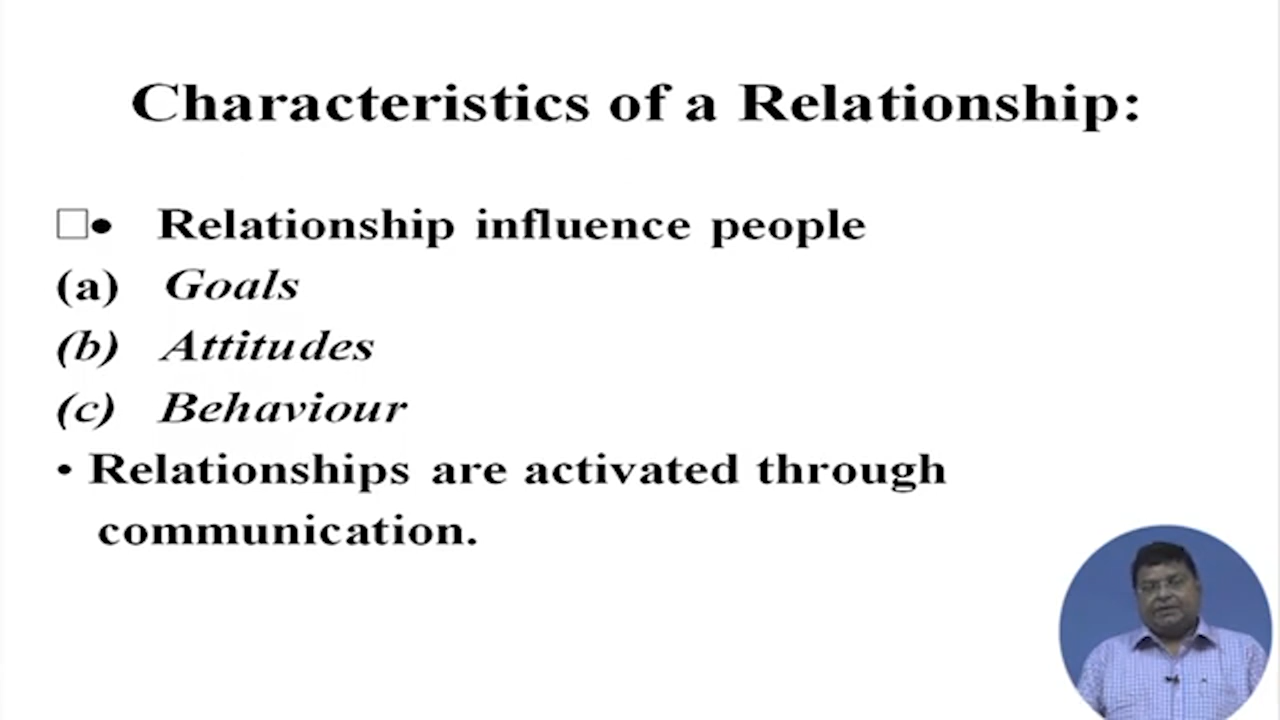 Characteristics of a Relationship:
□• Relationship influence people
(a) Goals
(b) Attitudes
(c) Behaviour
• Relationships are activated through
communication.